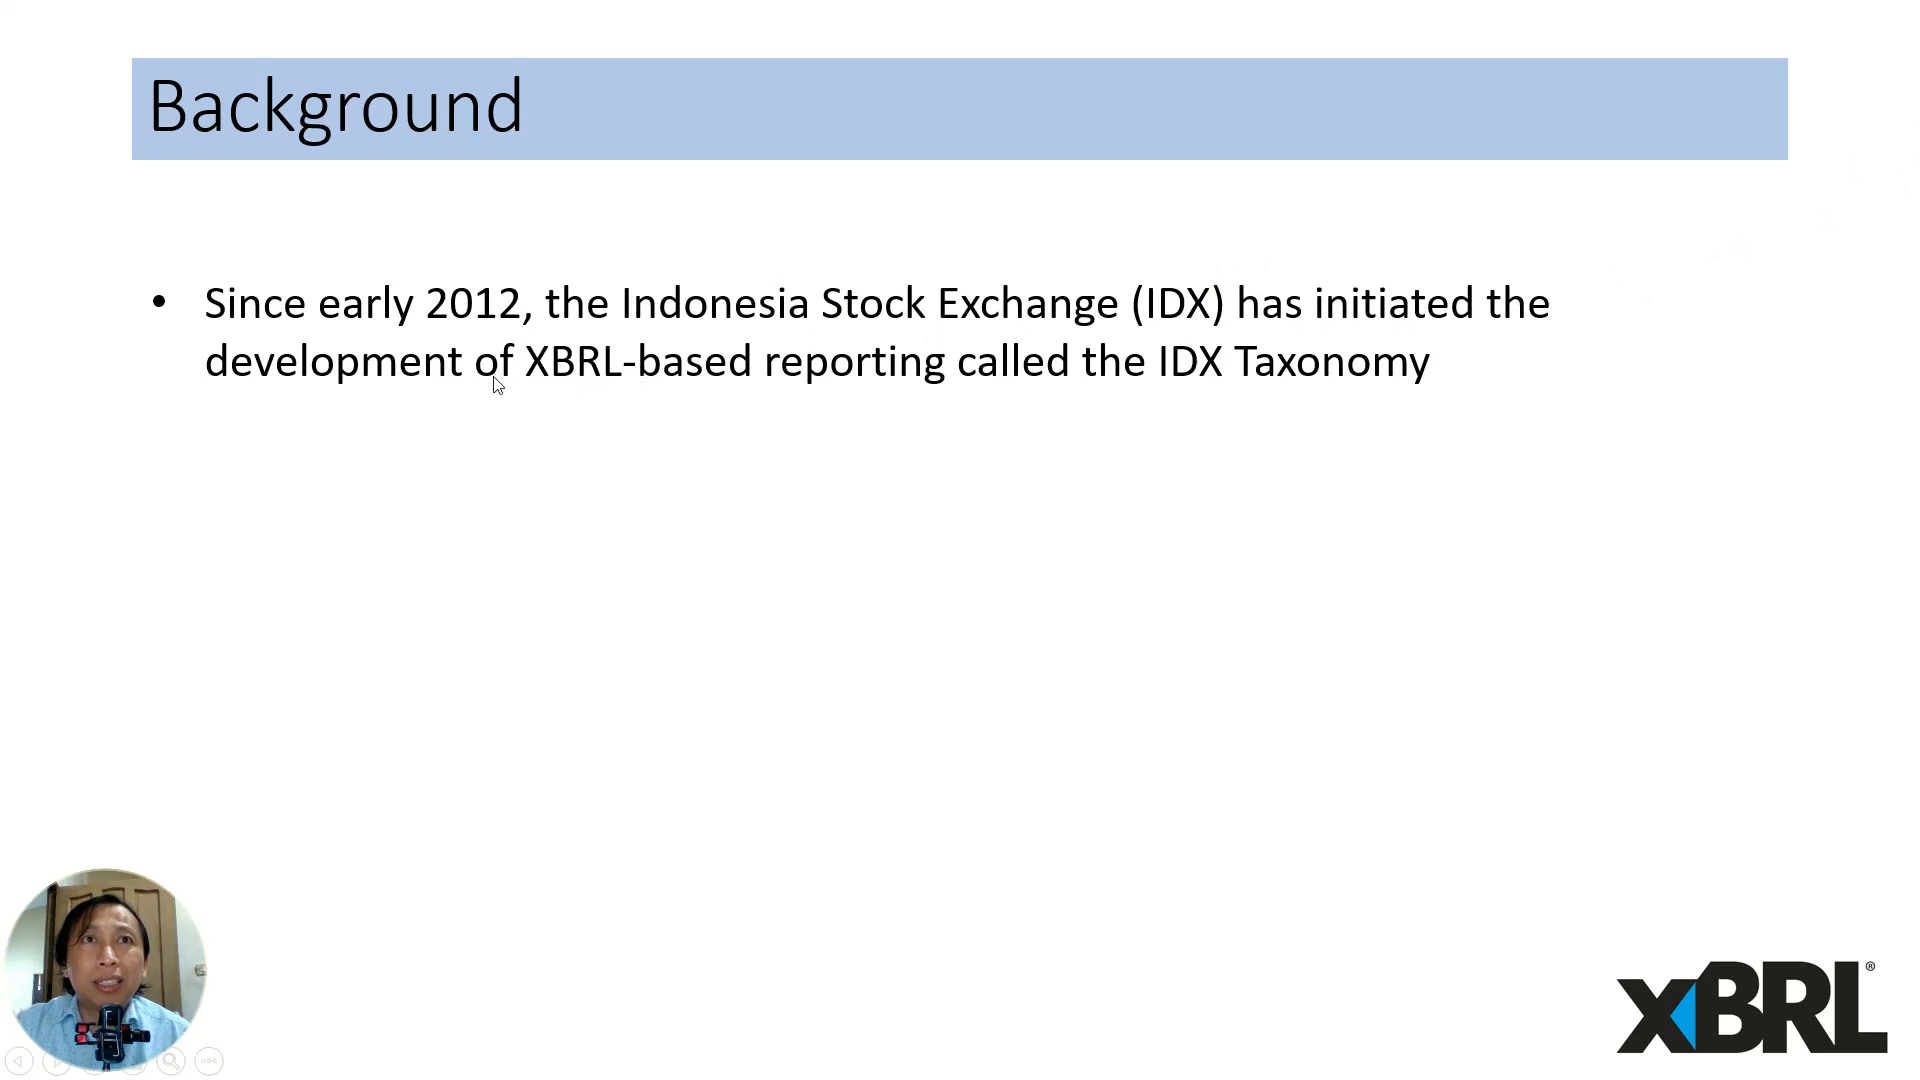 Background
• Since early 2012, the Indonesia Stock Exchange (IDX) has initiated the
development of XBRL-based reporting called the IDX Taxonomy
XBRL®